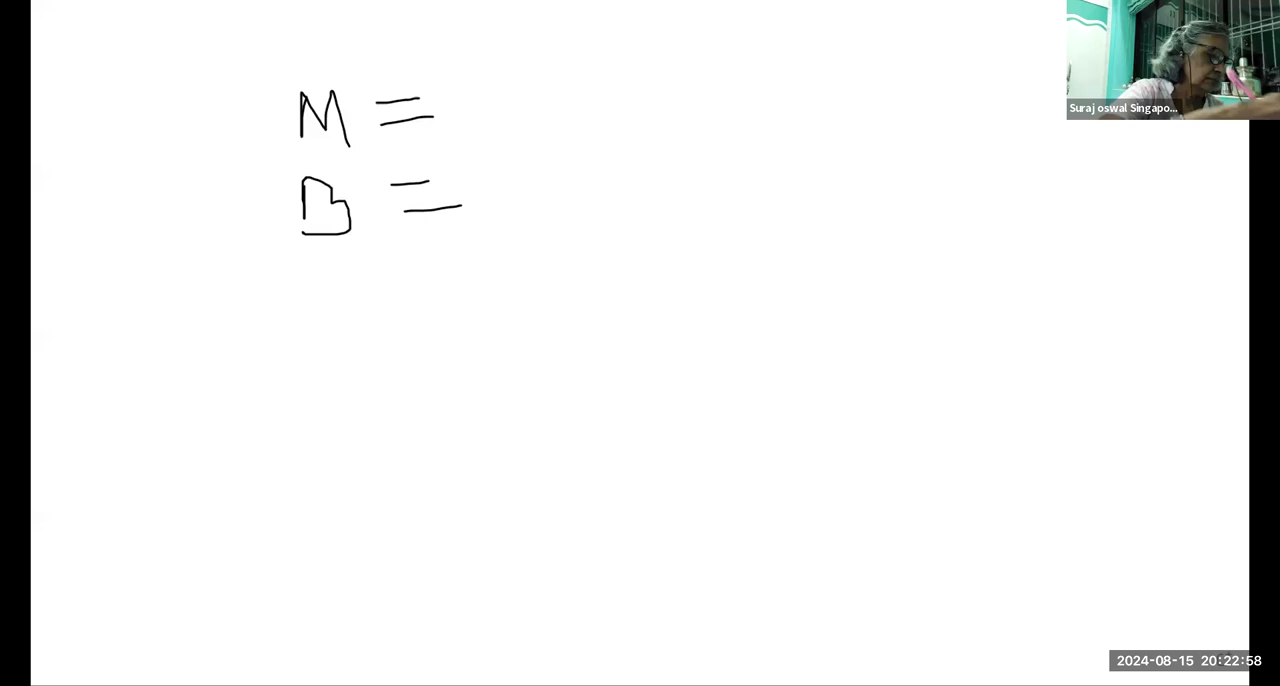 Suraj oswal Singapo...
M =
B =
2024-08-15 20:22:58